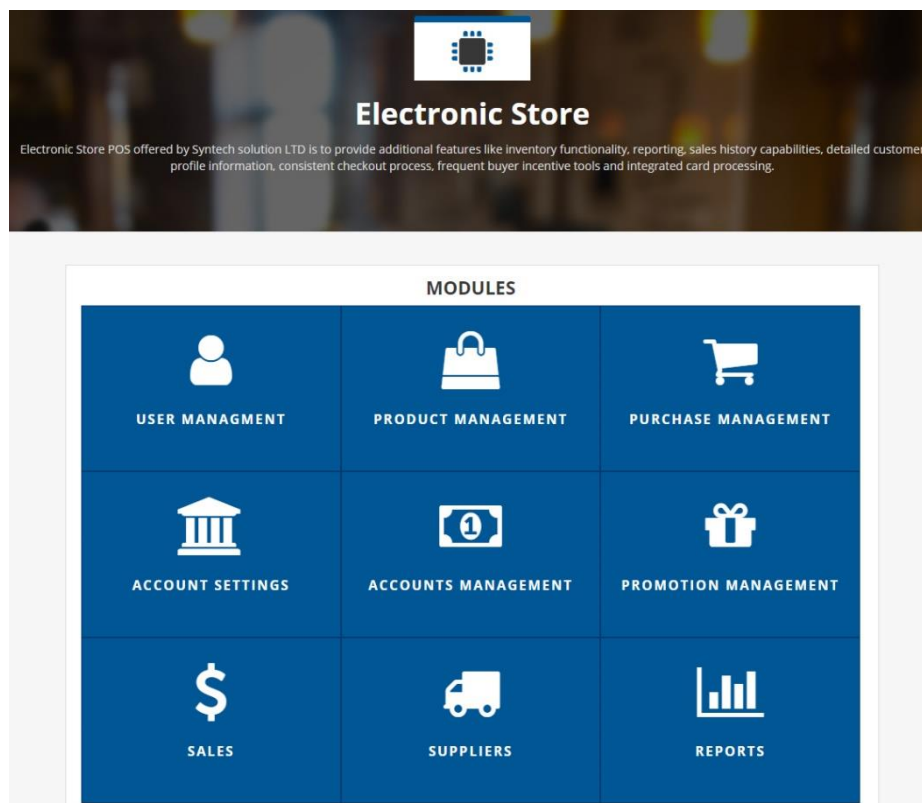 Electronic Store
Electronic Store POS offered by Syntech solution LTD is to provide additional features like inventory functionality, reporting, sales history capabilities, detailed customer
profile information, consistent checkout process, frequent buyer incentive tools and integrated card processing.
MODULES
USER MANAGMENT
PRODUCT MANAGEMENT
PURCHASE MANAGEMENT
ACCOUNT SETTINGS
1
ACCOUNTS MANAGEMENT
PROMOTION MANAGEMENT
$
SALES
SUPPLIERS
REPORTS